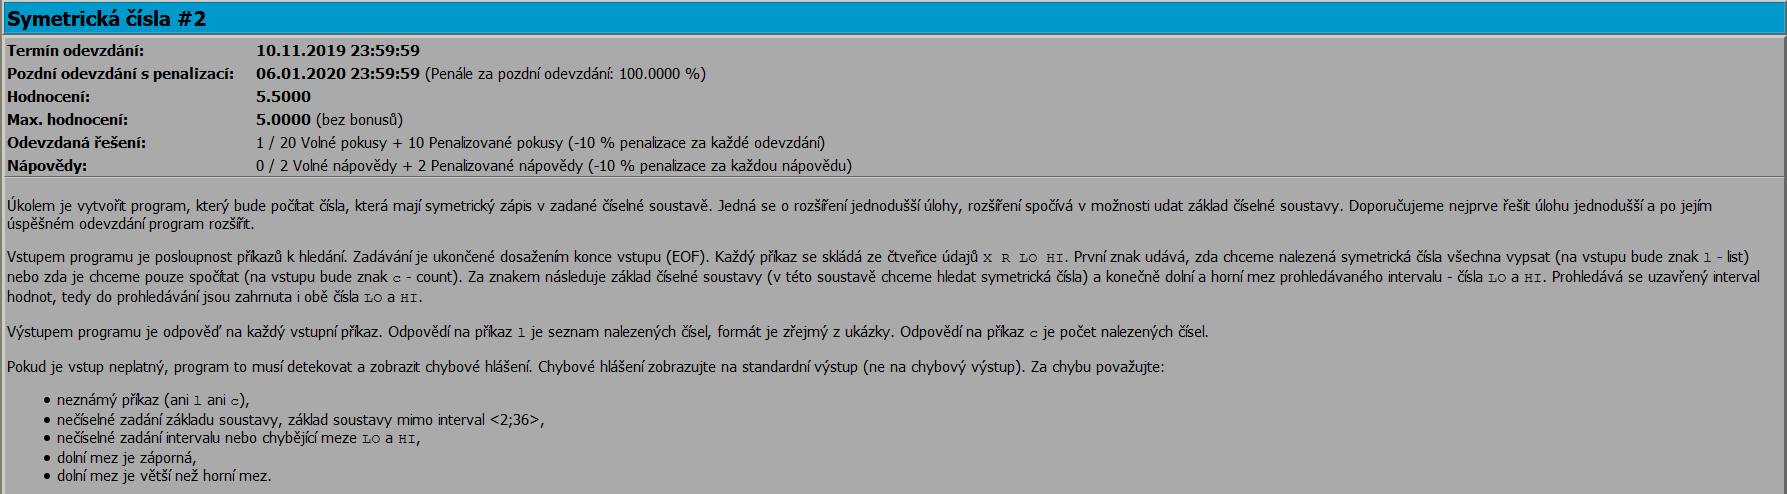 Symetrická čísla #2
Termín odevzdání: 10.11.2019 23:59:59
Pozdní odevzdání s penalizací: 06.01.2020 23:59:59 (Penále za pozdní odevzdání: 100.0000 %)
Hodnocení: 5.5000
Max. hodnocení: 5.0000 (bez bonusů)
Odevzdaná řešení: 1 / 20 Volné pokusy + 10 Penalizované pokusy (-10 % penalizace za každé odevzdání)
Nápovědy: 0 / 2 Volné nápovědy + 2 Penalizované nápovědy (-10 % penalizace za každou nápovědu)
Úkolem je vytvořit program, který bude počítat čísla, která mají symetrický zápis v zadané číselné soustavě. Jedná se o rozšíření jednodušší úlohy, rozšíření spočívá v možnosti udat základ číselné soustavy. Doporučujeme nejprve řešit úlohu jednodušší a po jejím
úspěšném odevzdání program rozšířit.
Vstupem programu je posloupnost příkazů k hledání. Zadávání je ukončené dosažením konce vstupu (EOF). Každý příkaz se skládá ze čtveřice údajů X R LO HI. První znak udává, zda chceme nalezená symetrická čísla všechna vypsat (na vstupu bude znak l - list)
nebo zda je chceme pouze spočítat (na vstupu bude znak c - count). Za znakem následuje základ číselné soustavy (v této soustavě chceme hledat symetrická čísla) a konečně dolní a horní mez prohledávaného intervalu - čísla LO a HI. Prohledává se uzavřený interval
hodnot, tedy do prohledávání jsou zahrnuta i obě čísla LO a HI.
Výstupem programu je odpověď na každý vstupní příkaz. Odpovědí na příkaz l je seznam nalezených čísel, formát je zřejmý z ukázky. Odpovědí na příkaz c je počet nalezených čísel.
Pokud je vstup neplatný, program to musí detekovat a zobrazit chybové hlášení. Chybové hlášení zobrazujte na standardní výstup (ne na chybový výstup). Za chybu považujte:
• neznámý příkaz (ani l ani c),
• nečíselné zadání základu soustavy, základ soustavy mimo interval <2;36>,
• nečíselné zadání intervalu nebo chybějící meze LO a HI,
• dolní mez je záporná,
• dolní mez je větší než horní mez.